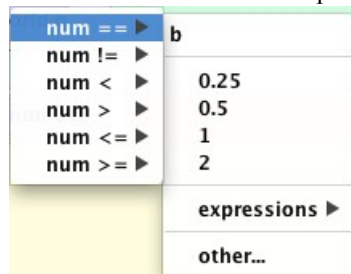 num ==
num !=
num <
num >
num <=
num >=
b
0.25
0.5
1
2
expressions
other...